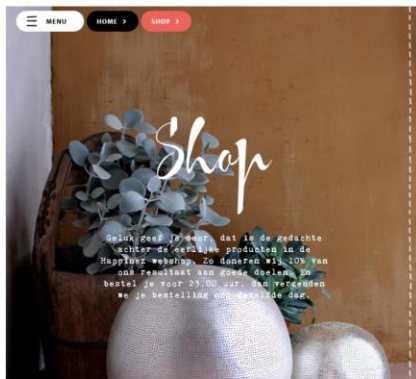 MENU HOME > SHOP >
Shop
Geluk geef je door, dat is de gedachte
achter de eerlijke producten in de
Happinez webshop. Zo doneren wij 10% van
ons resultaat aan goede doelen. En
bestel je voor 23.00 uur, dan verzenden
we je bestelling nog dezelfde dag.